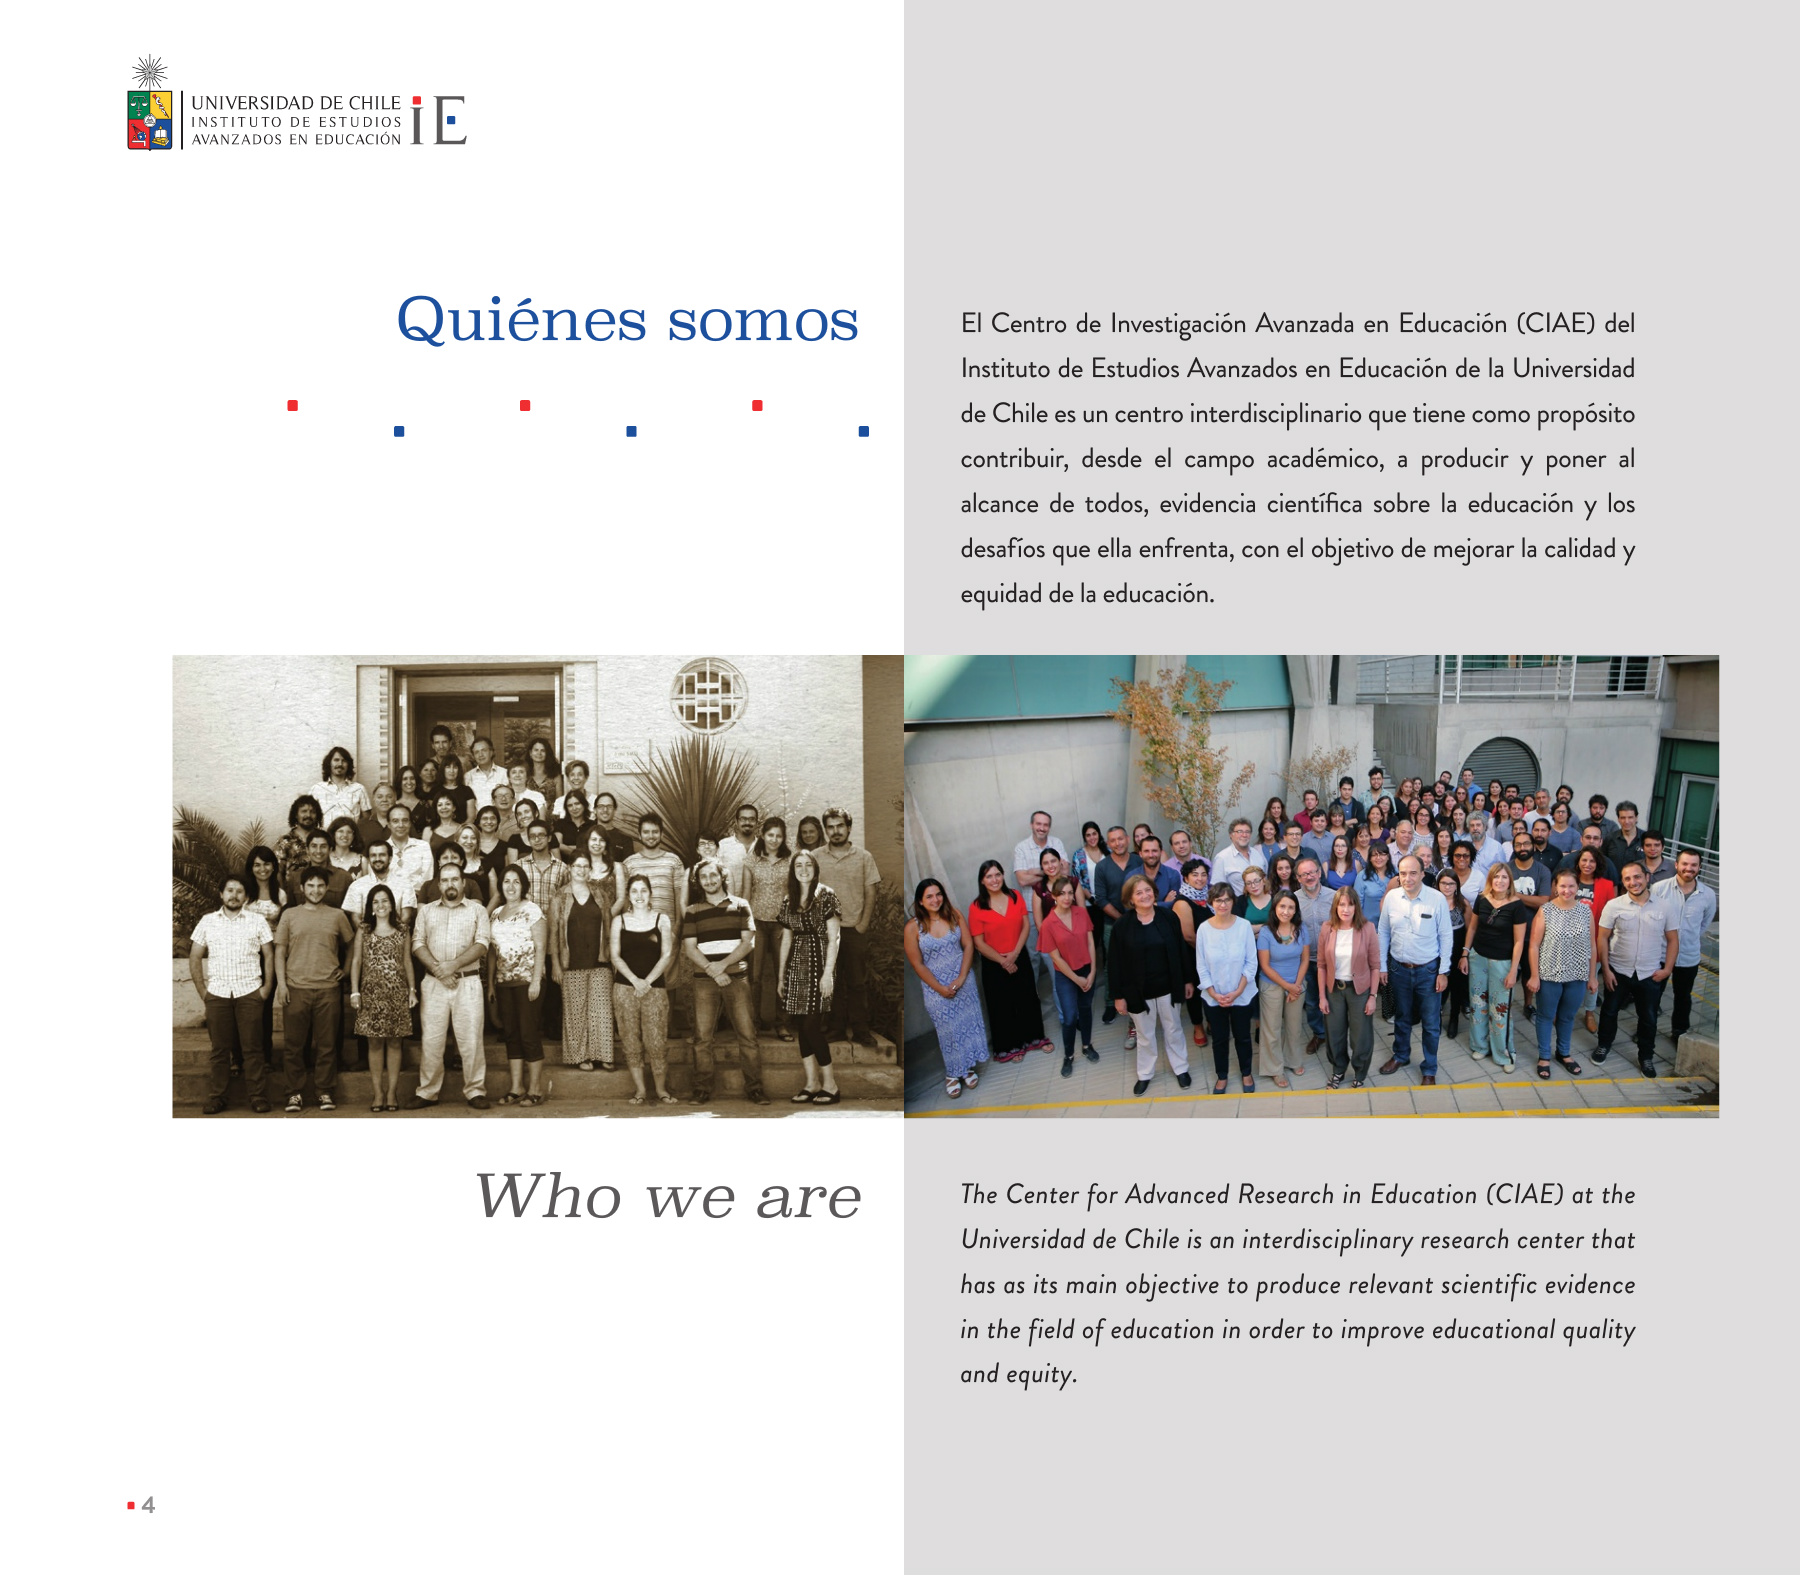 UNIVERSIDAD DE CHILE
INSTITUTO DE ESTUDIOS
AVANZADOS EN EDUCACIÓN
iE
Quiénes somos
El Centro de Investigación Avanzada en Educación (CIAE) del
Instituto de Estudios Avanzados en Educación de la Universidad
de Chile es un centro interdisciplinario que tiene como propósito
contribuir, desde el campo académico, a producir y poner al
alcance de todos, evidencia científica sobre la educación y los
desafíos que ella enfrenta, con el objetivo de mejorar la calidad y
equidad de la educación.
Who we are
The Center for Advanced Research in Education (CIAE) at the
Universidad de Chile is an interdisciplinary research center that
has as its main objective to produce relevant scientific evidence
in the field of education in order to improve educational quality
and equity.
4